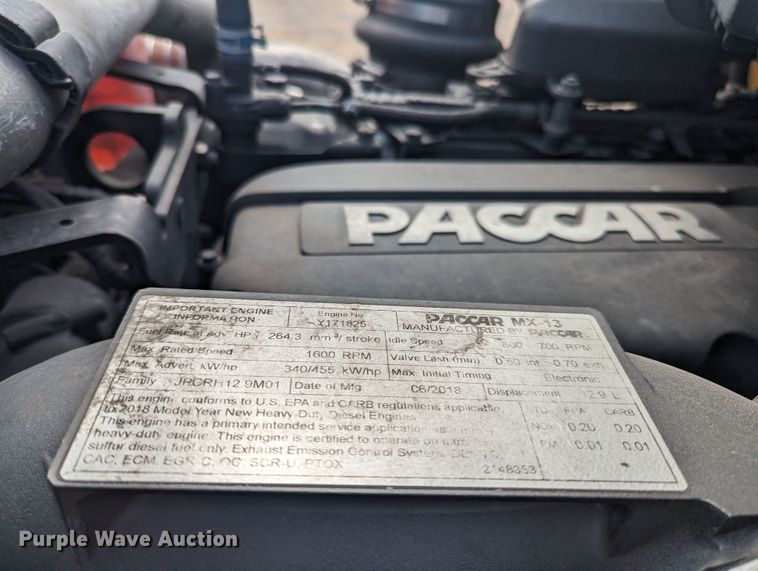 PACCAR
IMPORTANT ENGINE INFORMATION
Engine No
Y171825
PACCAR MX-13
MANUFACTURED BY PACCAR
Fuel Rate at Adv HP 264.3 mm³/stroke
Idle Speed 600 700 RPM
Max Rated Speed 1600 RPM
Valve Lash (mm) 0.50 int 0.70 exh
Max Advert. kW/hp 340/455 kW/hp
Max Initial Timing Electronic
Family JPCRH12.9M01
Date of Mfg 06/2018
Displacement 2.9 L
This engine conforms to U.S. EPA and CARB regulations applicable
to 2018 Model Year New Heavy-Duty Diesel Engines.
This engine has a primary intended service application as a
heavy-duty engine. This engine is certified to operate on ultra
sulfur diesel fuel only. Exhaust Emission Control System:
CAC, ECM, EGR-C, OC, SCR-U, PTOX
2148353
EPA CARB
NOX 0.20 0.20
PM 0.01 0.01
Purple Wave Auction